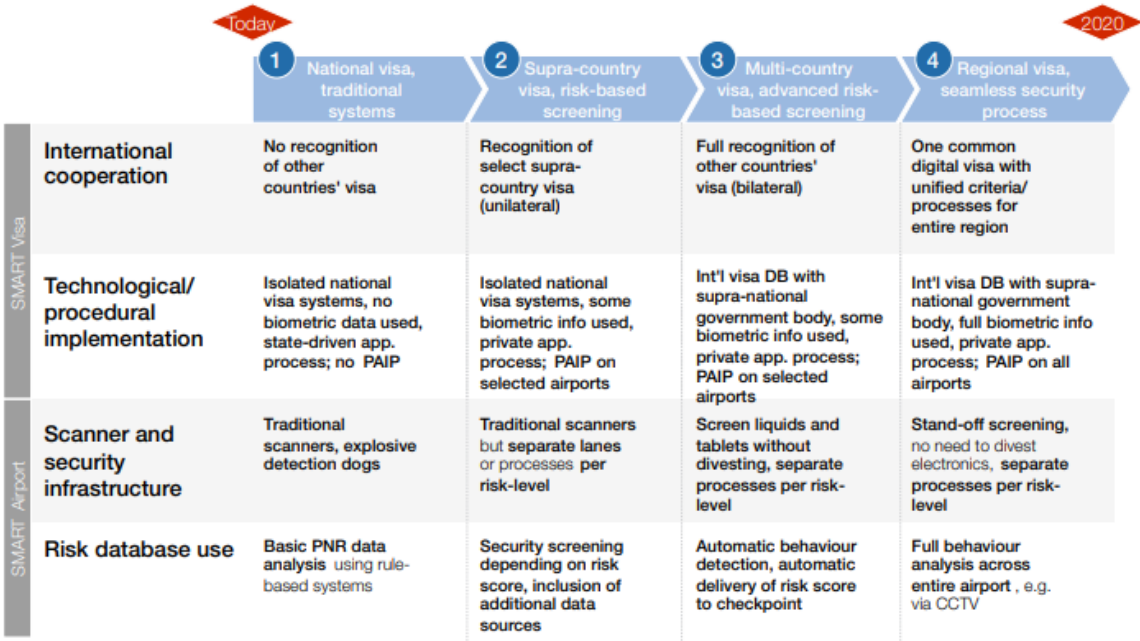 Today
2020
1
National visa,
traditional
systems
2
Supra-country
visa, risk-based
screening
3
Multi-country
visa, advanced risk-
based screening
4
Regional visa,
seamless security
process
SMART Visa
International
cooperation
No recognition
of other
countries' visa
Recognition of
select supra-
country visa
(unilateral)
Full recognition of
other countries'
visa (bilateral)
One common
digital visa with
unified criteria/
processes for
entire region
Technological/
procedural
implementation
Isolated national
visa systems, no
biometric data used,
state-driven app.
process; no PAIP
Isolated national
visa systems, some
biometric info used,
private app.
process; PAIP on
selected airports
Int'l visa DB with
supra-national
government body, some
biometric info used,
private app. process;
PAIP on selected
airports
Int'l visa DB with supra-
national government
body, full biometric info
used, private app.
process; PAIP on all
airports
SMART Airport
Scanner and
security
infrastructure
Traditional
scanners, explosive
detection dogs
Traditional scanners
but separate lanes
or processes per
risk-level
Screen liquids and
tablets without
divesting, separate
processes per risk-
level
Stand-off screening,
no need to divest
electronics, separate
processes per risk-
level
Risk database use
Basic PNR data
analysis using rule-
based systems
Security screening
depending on risk
score, inclusion of
additional data
sources
Automatic behaviour
detection, automatic
delivery of risk score
to checkpoint
Full behaviour
analysis across
entire airport , e.g.
via CCTV